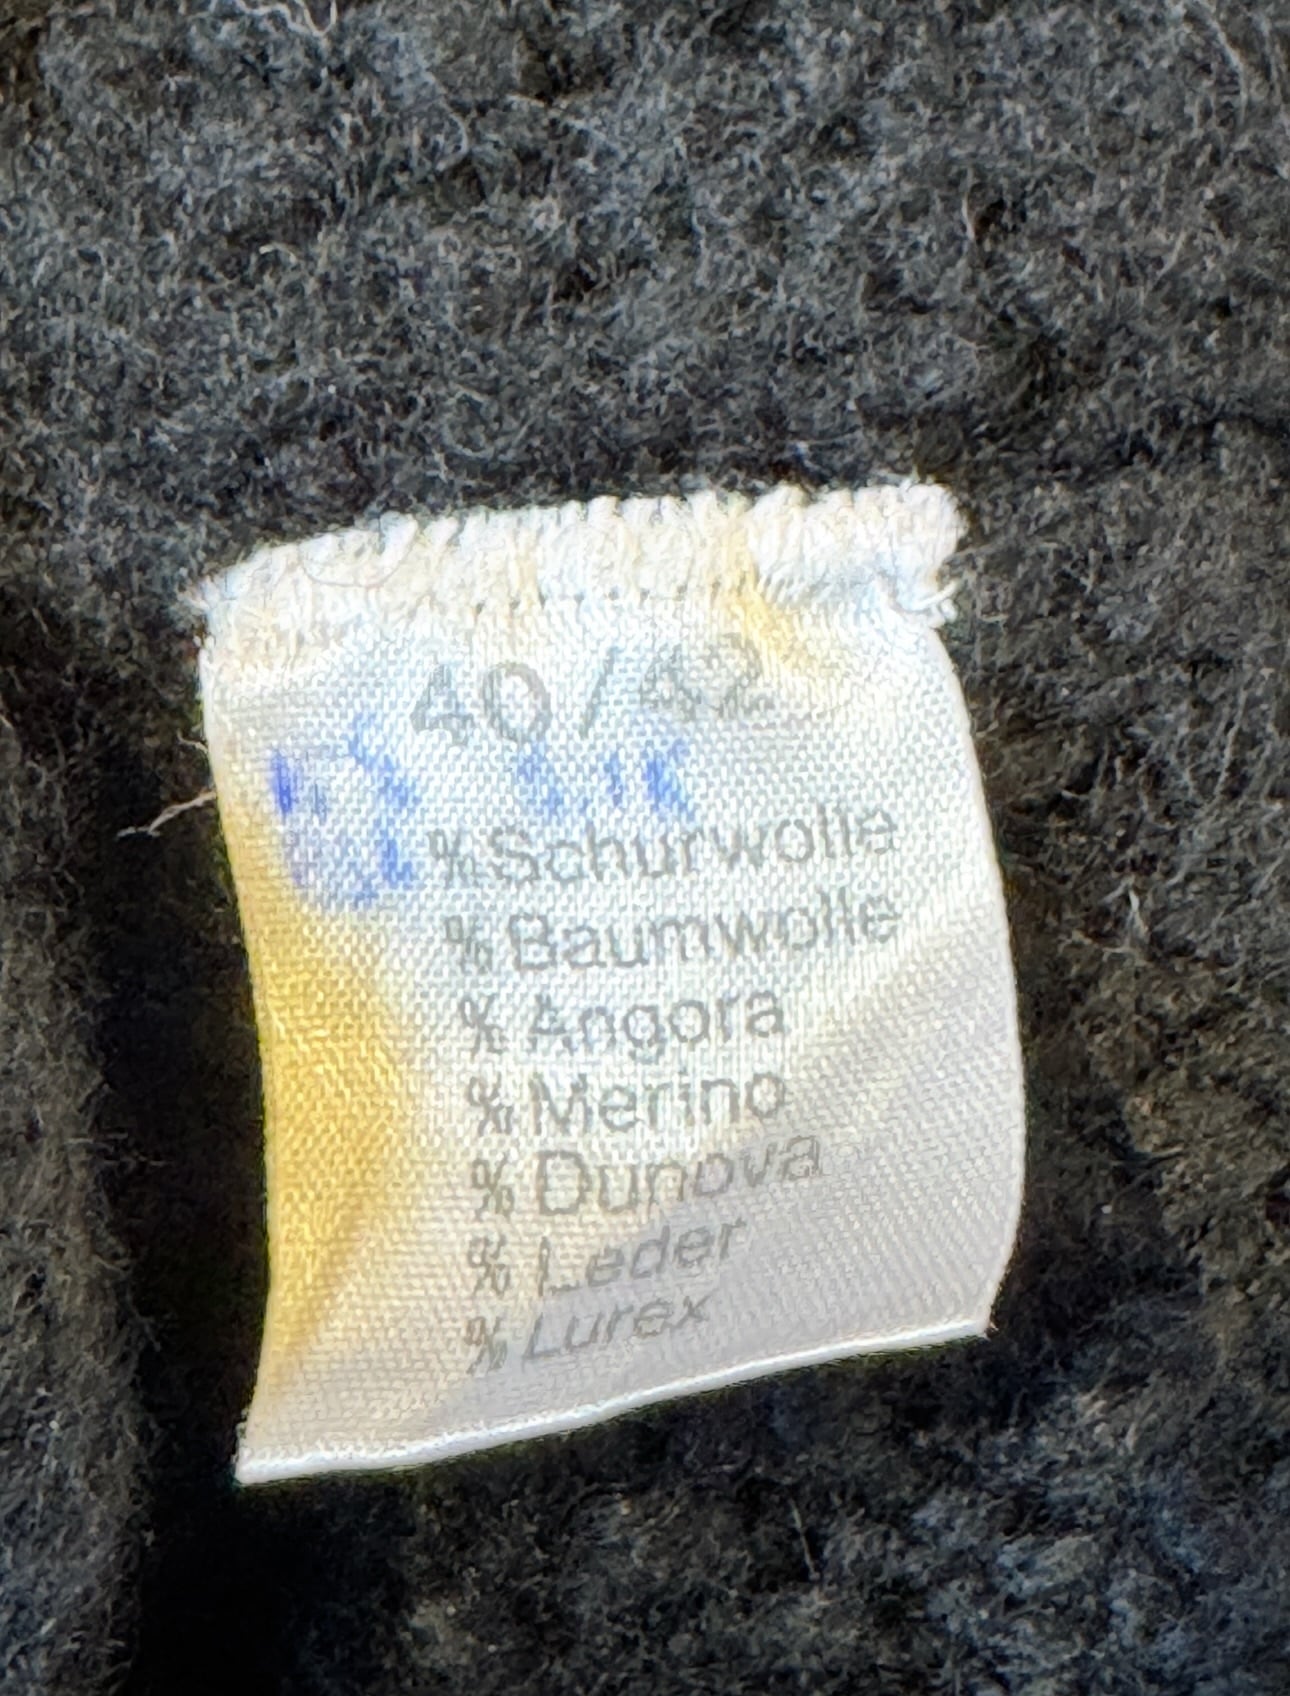 40/42
% Schurwolle
% Baumwolle
% Angora
% Merino
% Dunova
% Leder
% Lurex